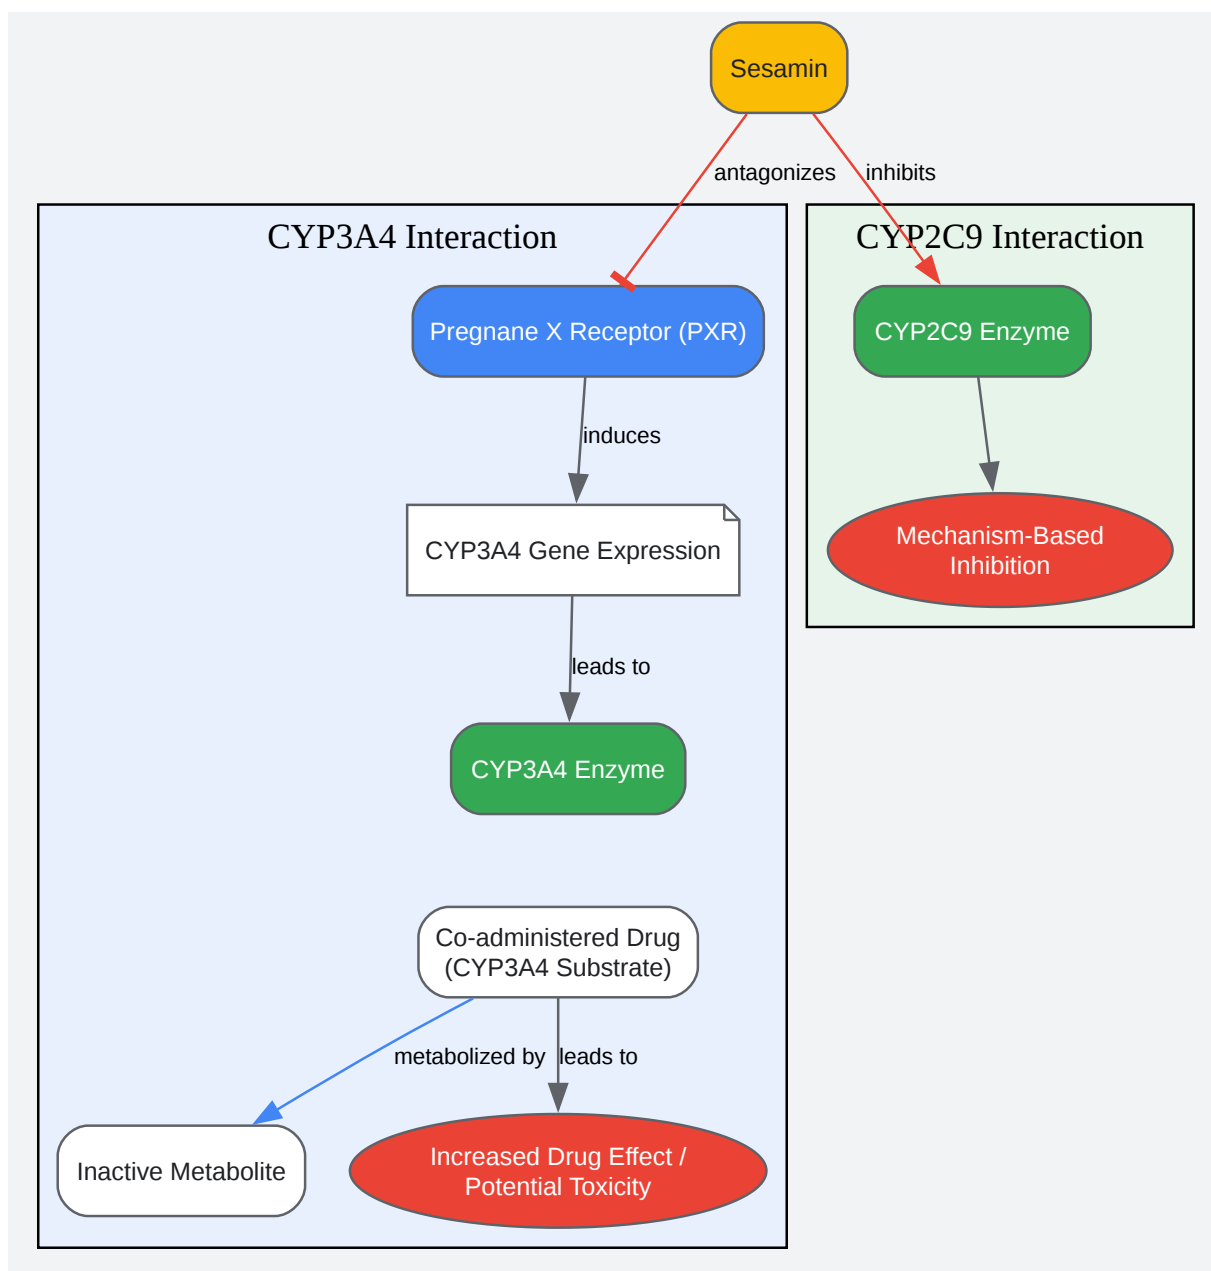 Sesamin
antagonizes
inhibits
CYP3A4 Interaction
CYP2C9 Interaction
Pregnane X Receptor (PXR)
CYP2C9 Enzyme
induces
CYP3A4 Gene Expression
Mechanism-Based
Inhibition
leads to
CYP3A4 Enzyme
Co-administered Drug
(CYP3A4 Substrate)
metabolized by
leads to
Inactive Metabolite
Increased Drug Effect /
Potential Toxicity